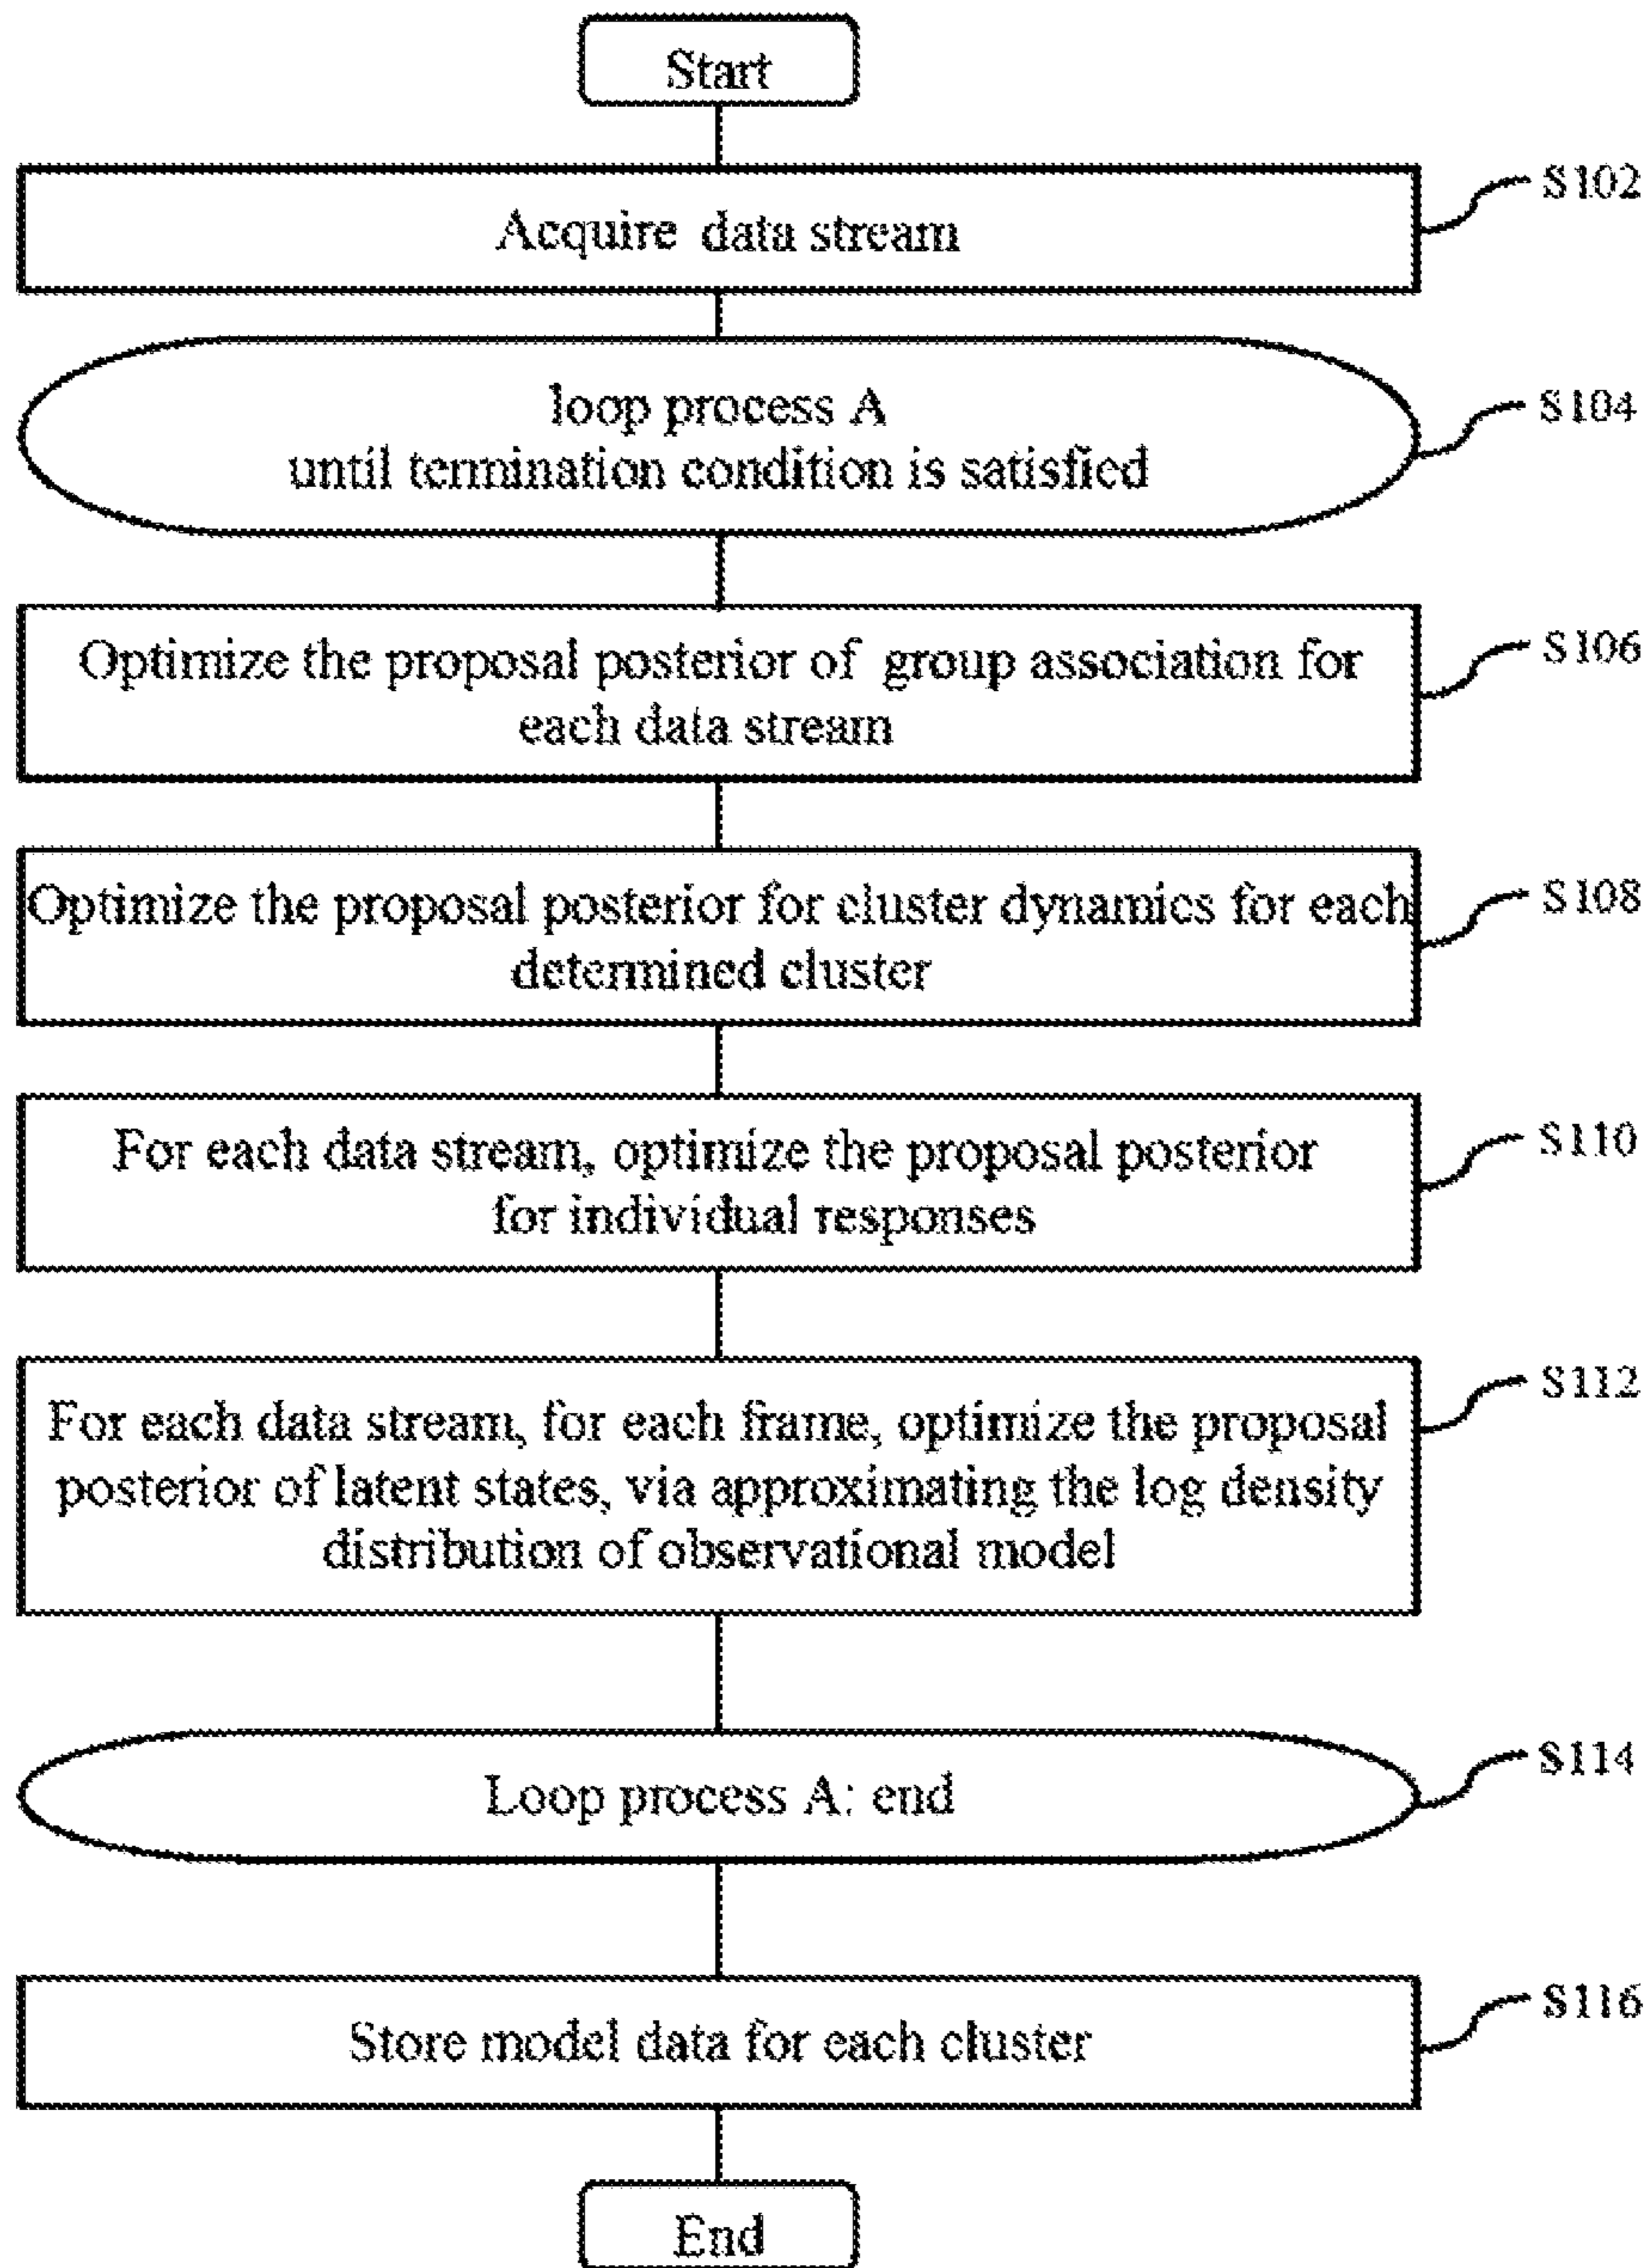 Start
Acquire data stream
S102
loop process A
until termination condition is satisfied
S104
Optimize the proposal posterior of group association for
each data stream
S106
Optimize the proposal posterior for cluster dynamics for each
determined cluster
S108
For each data stream, optimize the proposal posterior
for individual responses
S110
For each data stream, for each frame, optimize the proposal
posterior of latent states, via approximating the log density
distribution of observational model
S112
Loop process A: end
S114
Store model data for each cluster
S116
End